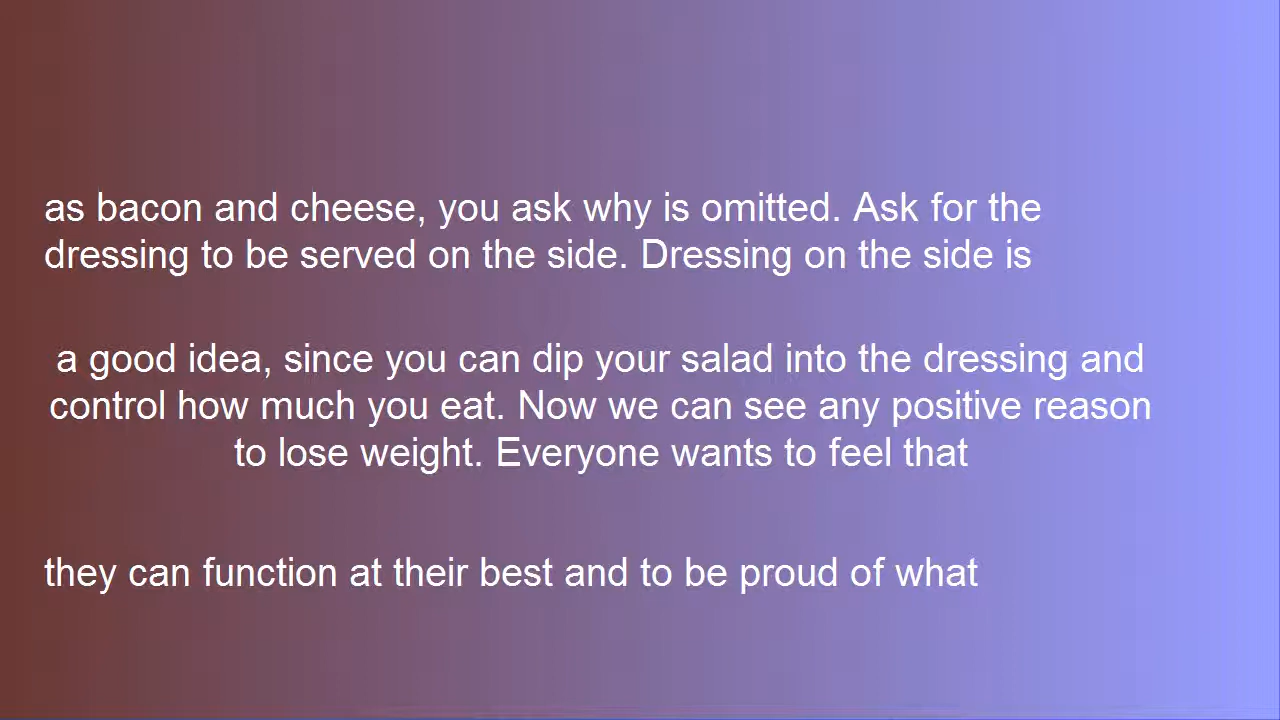 as bacon and cheese, you ask why is omitted. Ask for the
dressing to be served on the side. Dressing on the side is
a good idea, since you can dip your salad into the dressing and
control how much you eat. Now we can see any positive reason
to lose weight. Everyone wants to feel that
they can function at their best and to be proud of what